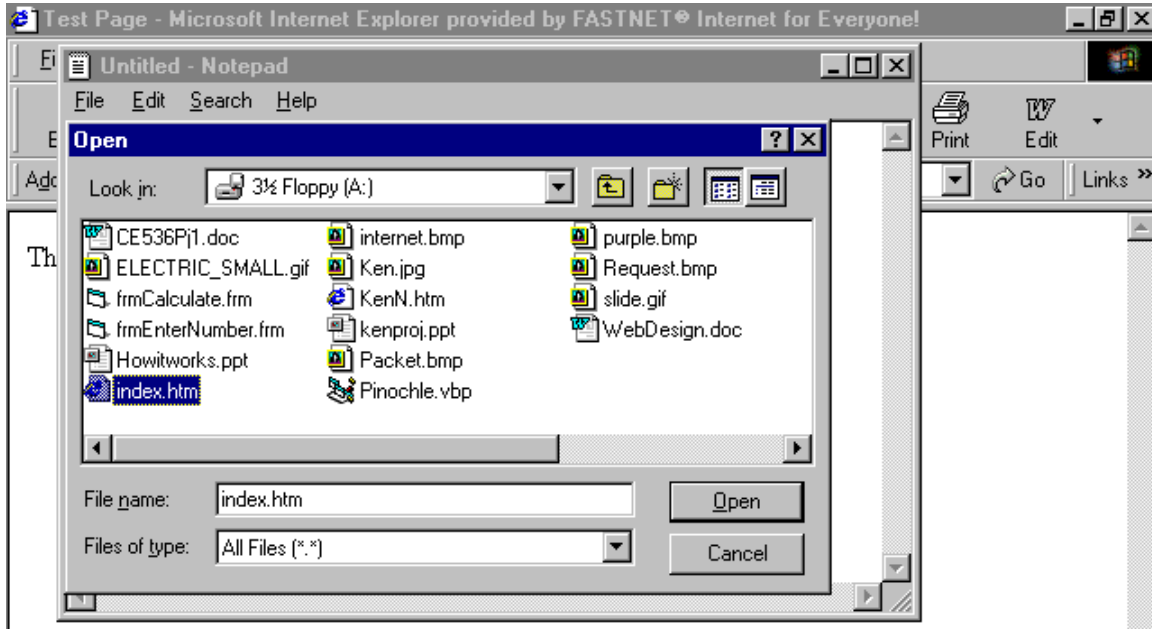 Test Page - Microsoft Internet Explorer provided by FASTNET® Internet for Everyone!
Untitled - Notepad
File Edit Search Help
Print Edit
Open
Look in: 3½ Floppy (A:)
Go Links »
CE536Pj1.doc internet.bmp purple.bmp
ELECTRIC_SMALL.gif Ken.jpg Request.bmp
frmCalculate.frm KenN.htm slide.gif
frmEnterNumber.frm kenproj.ppt WebDesign.doc
Howitworks.ppt Packet.bmp
index.htm Pinochle.vbp
File name: index.htm Open
Files of type: All Files (*.*) Cancel